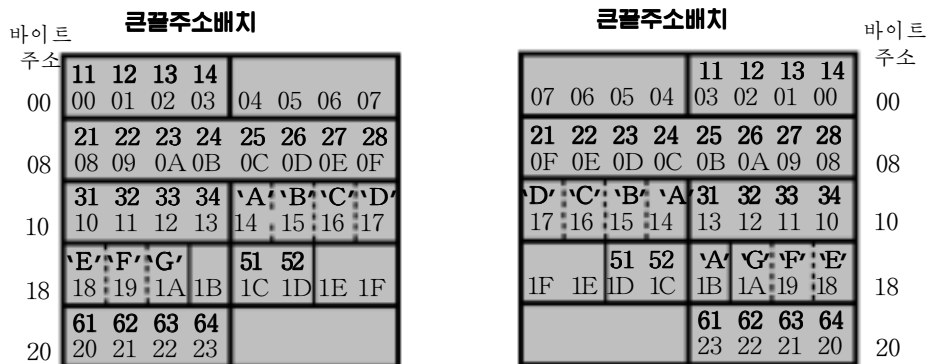 큰끝주소배치
바이트
주소
11 12 13 14
00 00 01 02 03 04 05 06 07
21 22 23 24 25 26 27 28
08 08 09 0A 0B 0C 0D 0E 0F
31 32 33 34 'A' 'B' 'C' 'D'
10 10 11 12 13 14 15 16 17
'E' 'F' 'G' 51 52
18 18 19 1A 1B 1C 1D 1E 1F
61 62 63 64
20 20 21 22 23
큰끝주소배치
바이트
주소
11 12 13 14
07 06 05 04 03 02 01 00 00
21 22 23 24 25 26 27 28
0F 0E 0D 0C 0B 0A 09 08 08
'D' 'C' 'B' 'A' 31 32 33 34
17 16 15 14 13 12 11 10 10
51 52 'A' 'G' 'F' 'E'
1F 1E 1D 1C 1B 1A 19 18 18
61 62 63 64
23 22 21 20 20